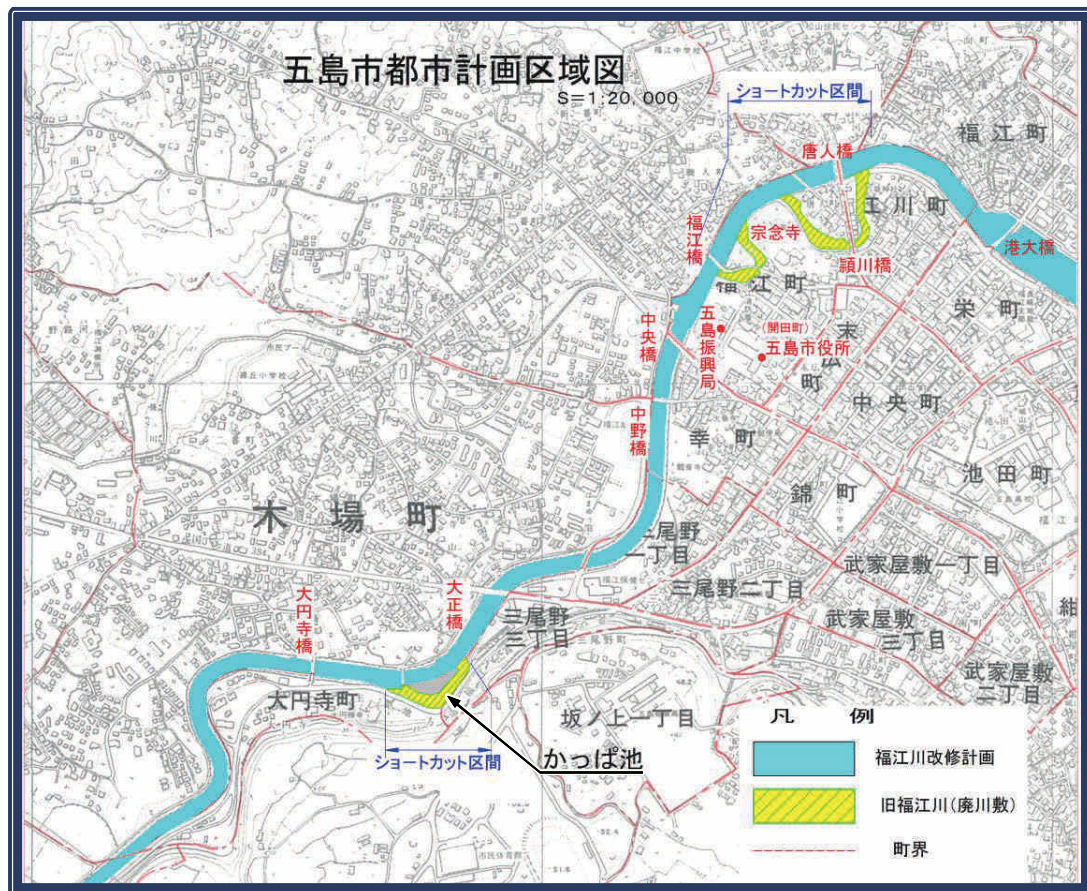 五島市都市計画区域図
S=1:20,000
ショートカット区間
福江町
唐人橋
江川町
福江橋
宗念寺
頴川橋
港大橋
福江町
栄町
五島振興局
(開田町)
五島市役所
末広町
中央橋
中央町
中野橋
幸町
池田町
錦町
木場町
三尾野一丁目
武家屋敷一丁目
三尾野二丁目
大正橋
大円寺橋
三尾野三丁目
武家屋敷三丁目
紺
武家屋敷二丁目
大円寺町
坂ノ上一丁目
ショートカット区間
かっぱ池
凡例
福江川改修計画
旧福江川(廃川敷)
町界